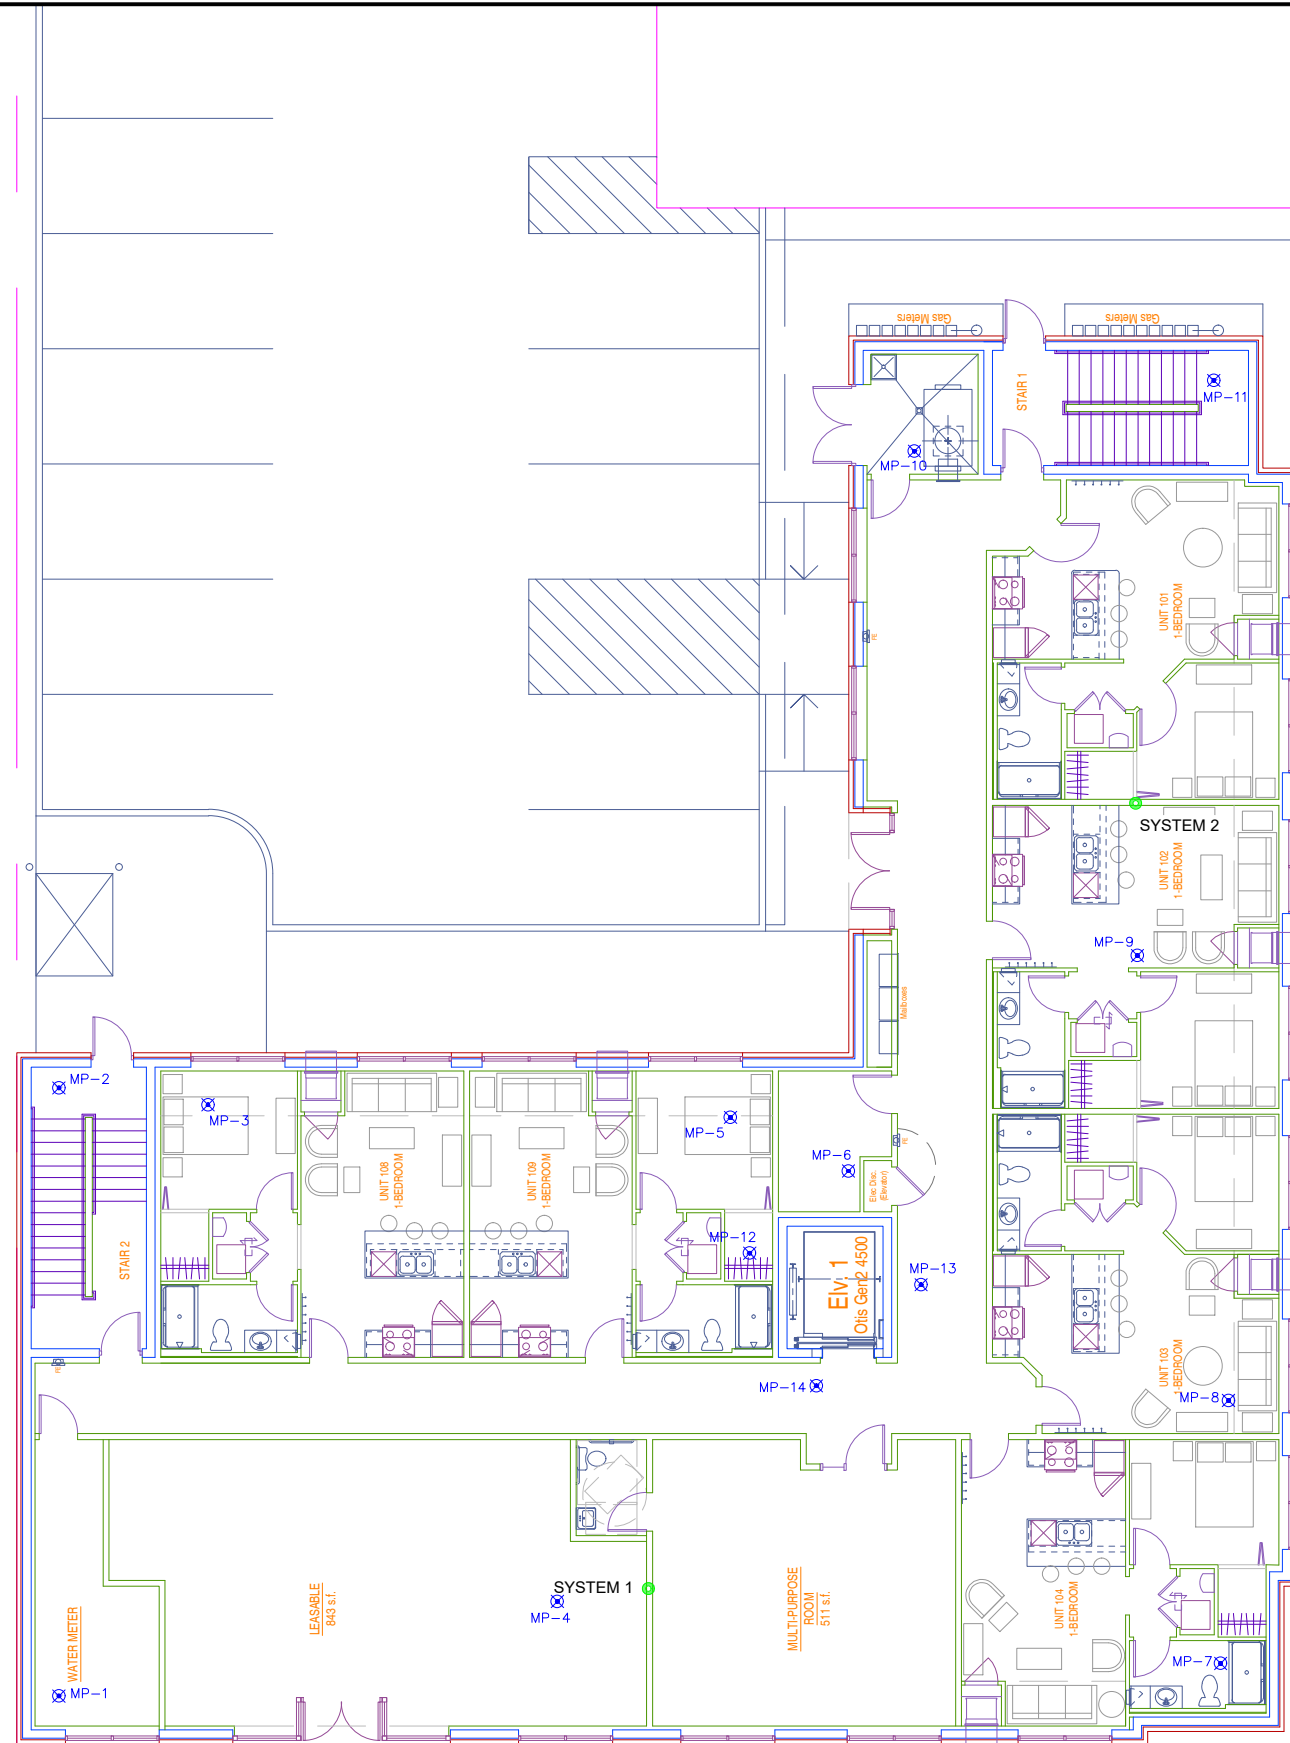 Gas Meters
Gas Meters
STAIR 1
MP-11
MP-10
UNIT 101
1-BEDROOM
FE
SYSTEM 2
UNIT 102
1-BEDROOM
MP-9
Mailboxes
MP-2
MP-3
MP-5
MP-6
FE
Elec Disc.
(Elevator)
UNIT 108
1-BEDROOM
UNIT 109
1-BEDROOM
STAIR 2
MP-12
Elv. 1
Otis Gen2 4500
MP-13
FE
MP-14
UNIT 103
1-BEDROOM
MP-8
SYSTEM 1
MP-4
LEASABLE
843 s.f.
MULTI-PURPOSE
ROOM
511 s.f.
UNIT 104
1-BEDROOM
WATER METER
MP-1
MP-7